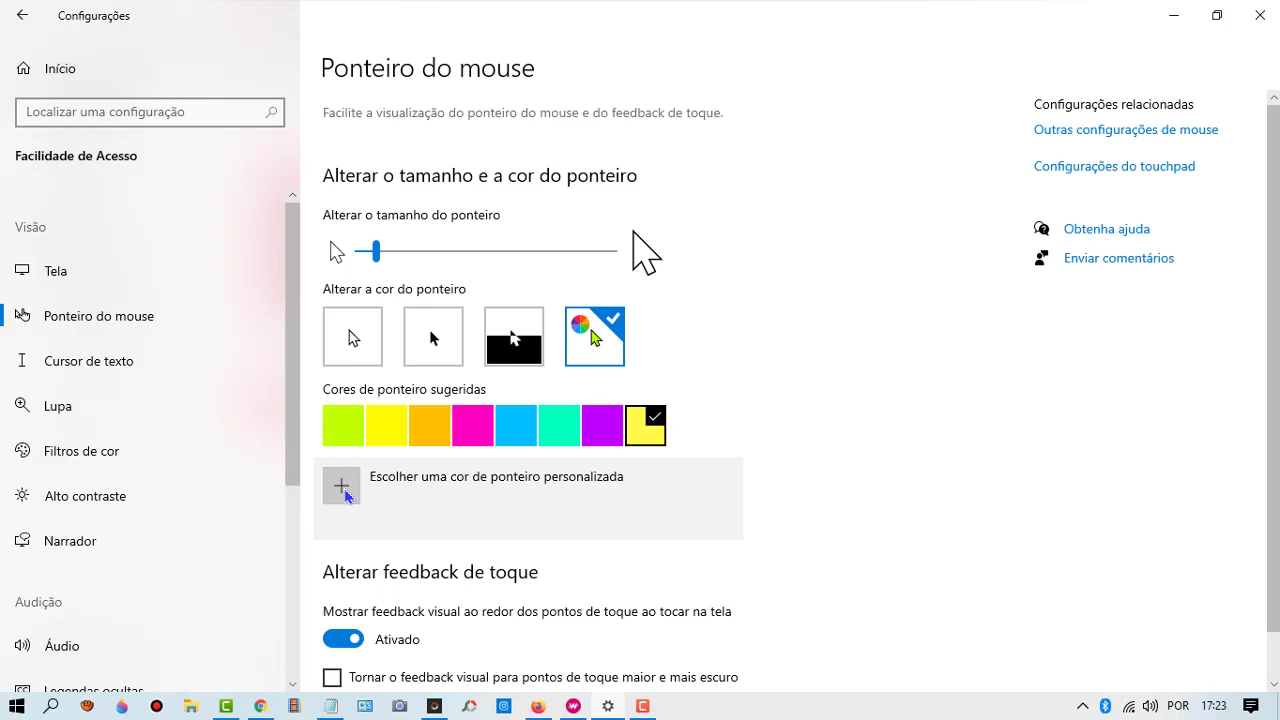 Configurações
Início
Localizar uma configuração
Facilidade de Acesso
Visão
Tela
Ponteiro do mouse
Cursor de texto
Lupa
Filtros de cor
Alto contraste
Narrador
Audição
Áudio
Legendas ocultas
Ponteiro do mouse
Facilite a visualização do ponteiro do mouse e do feedback de toque.
Alterar o tamanho e a cor do ponteiro
Alterar o tamanho do ponteiro
Alterar a cor do ponteiro
Cores de ponteiro sugeridas
Escolher uma cor de ponteiro personalizada
Alterar feedback de toque
Mostrar feedback visual ao redor dos pontos de toque ao tocar na tela
Ativado
Tornar o feedback visual para pontos de toque maior e mais escuro
Configurações relacionadas
Outras configurações de mouse
Configurações do touchpad
Obtenha ajuda
Enviar comentários
POR
17:23